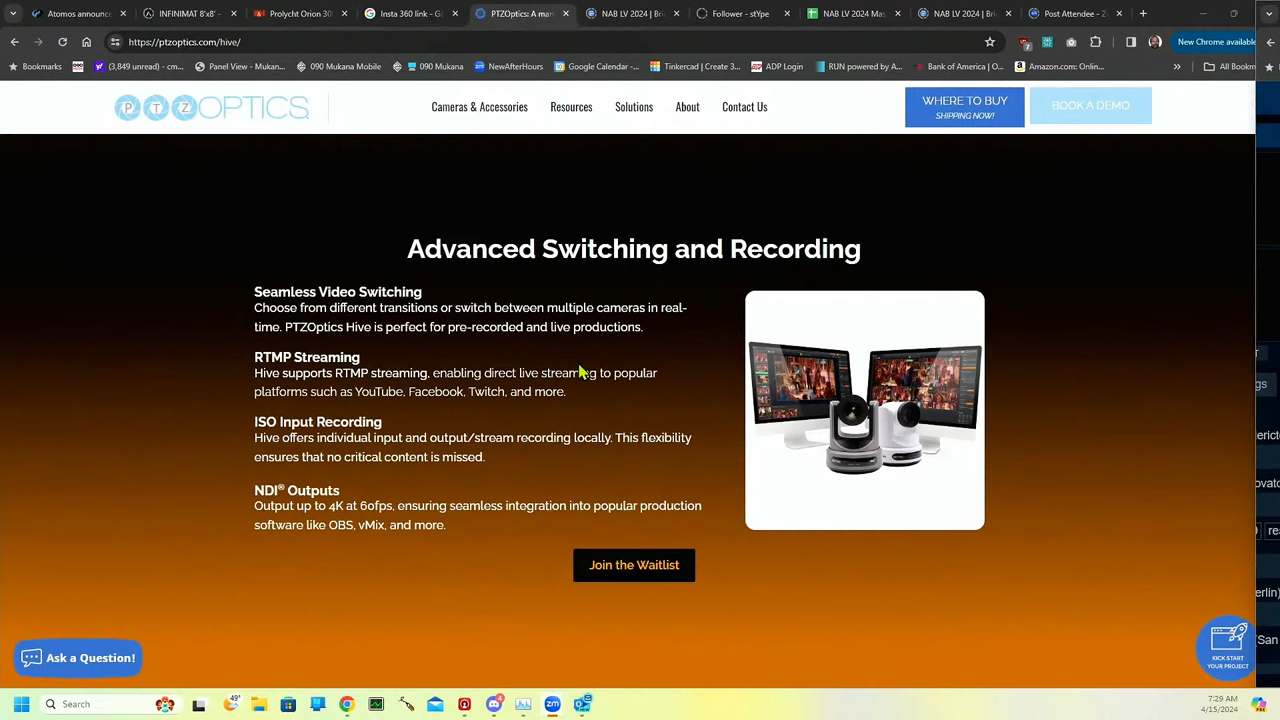 Atomos announce
INFINIMAT 8'x8'
Prolycht Orion 30
Insta 360 link - G
PTZOptics: A man
NAB LV 2024 | Bri
Follower - stYpe
NAB LV 2024 Mas
NAB LV 2024 | Bri
Post Attendee - Z
https://ptzoptics.com/hive/
7
New Chrome available
Bookmarks
(3,849 unread) - cm...
Panel View - Mukan...
090 Mukana Mobile
090 Mukana
NewAfterHours
Google Calendar -...
Tinkercad | Create 3...
ADP Login
RUN powered by A...
Bank of America | O...
Amazon.com: Onlin...
All Bookm
PTZOPTICS
Cameras & Accessories
Resources
Solutions
About
Contact Us
WHERE TO BUY
SHIPPING NOW!
BOOK A DEMO
Advanced Switching and Recording
Seamless Video Switching
Choose from different transitions or switch between multiple cameras in real-
time. PTZOptics Hive is perfect for pre-recorded and live productions.
RTMP Streaming
Hive supports RTMP streaming, enabling direct live streaming to popular
platforms such as YouTube, Facebook, Twitch, and more.
ISO Input Recording
Hive offers individual input and output/stream recording locally. This flexibility
ensures that no critical content is missed.
NDI® Outputs
Output up to 4K at 60fps, ensuring seamless integration into popular production
software like OBS, vMix, and more.
Join the Waitlist
Ask a Question!
KICK START
YOUR PROJECT
Search
49°
zm
4
7:29 AM
4/15/2024